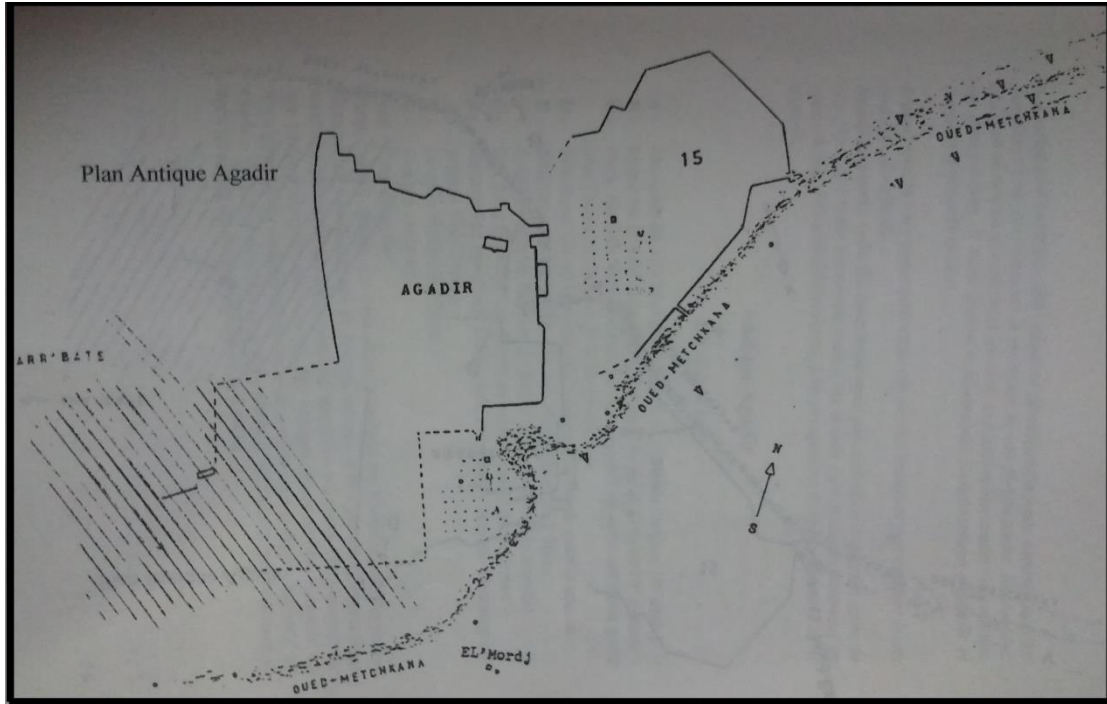 Plan Antique Agadir
15
OUED-METCHKANA
AGADIR
ARR'BATS
OUED-METCHKANA
N
S
EL'Mordj
OUED-METCHKANA